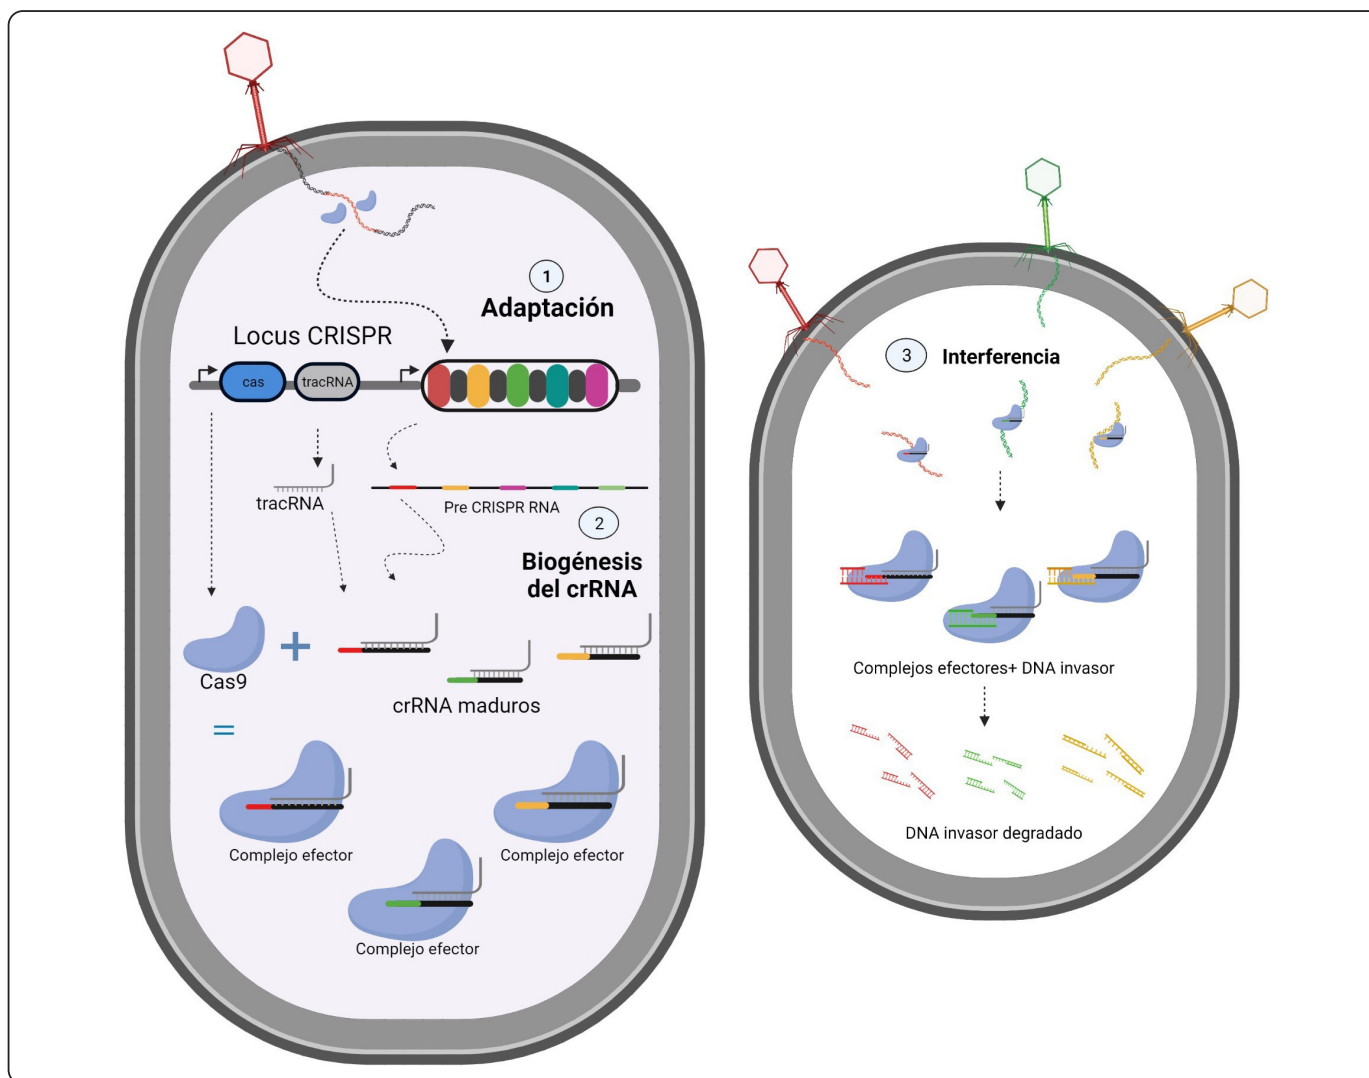 1
Adaptación
Locus CRISPR
cas
tracRNA
tracRNA
Pre CRISPR RNA
2
Biogénesis
del crRNA
Cas9
+
crRNA maduros
=
Complejo efector
Complejo efector
Complejo efector
3
Interferencia
Complejos efectores+ DNA invasor
DNA invasor degradado